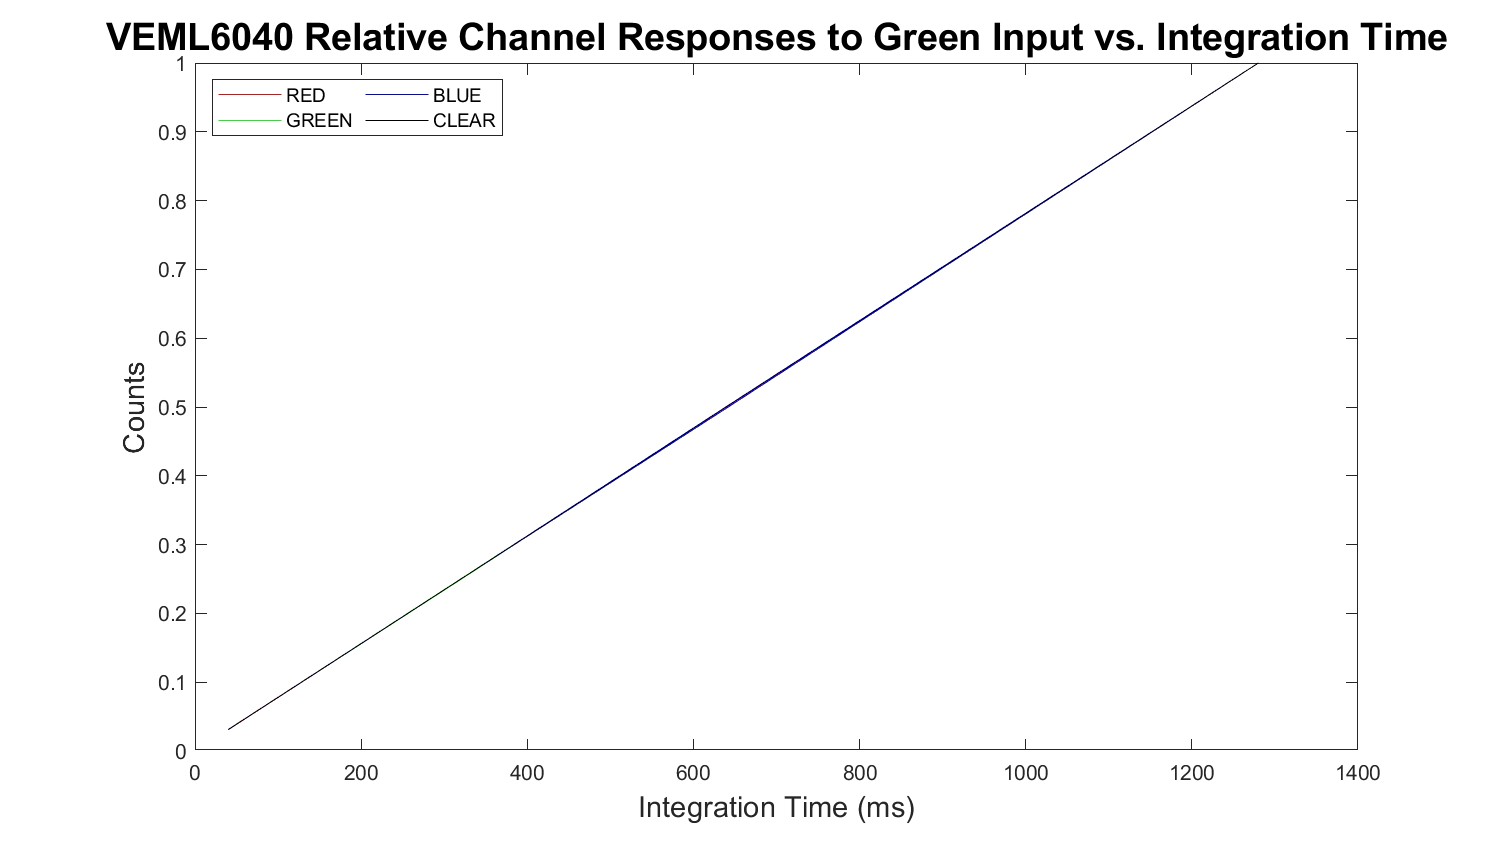 VEML6040 Relative Channel Responses to Green Input vs. Integration Time
1
RED BLUE
GREEN CLEAR
0.9
0.8
0.7
0.6
0.5
0.4
0.3
0.2
0.1
0
Counts
0 200 400 600 800 1000 1200 1400
Integration Time (ms)